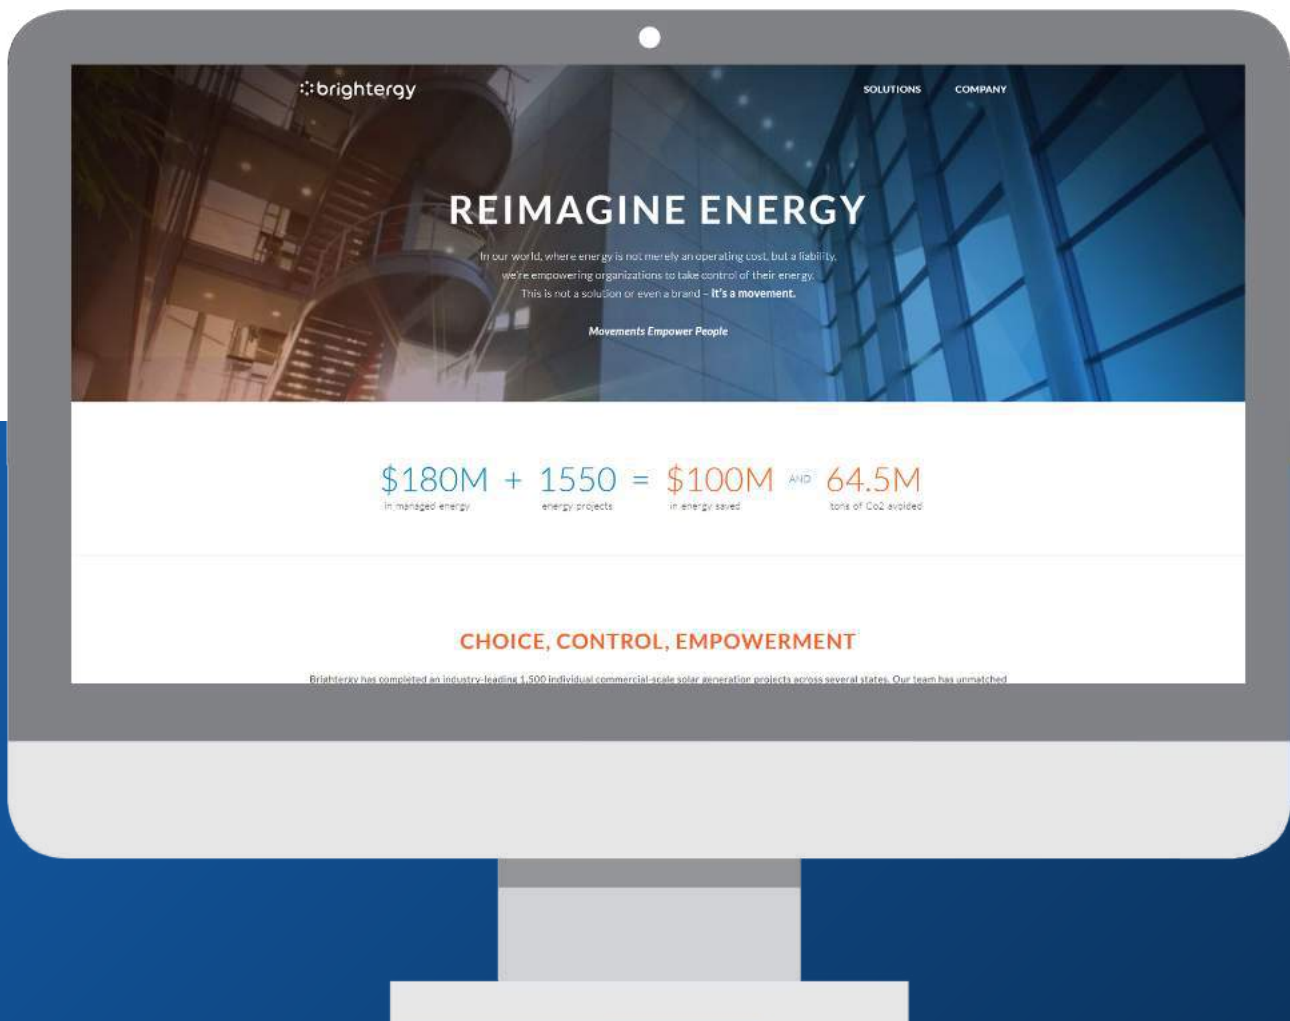 brightergy
SOLUTIONS COMPANY
REIMAGINE ENERGY
In our world, where energy is not merely an operating cost, but a liability,
we're empowering organizations to take control of their energy.
This is not a solution or even a brand – it's a movement.
Movements Empower People
$180M + 1550 = $100M AND 64.5M
in managed energy energy projects in energy saved tons of Co2 avoided
CHOICE, CONTROL, EMPOWERMENT
Brightergy has completed an industry-leading 1,500 individual commercial-scale solar generation projects across several states. Our team has unmatched